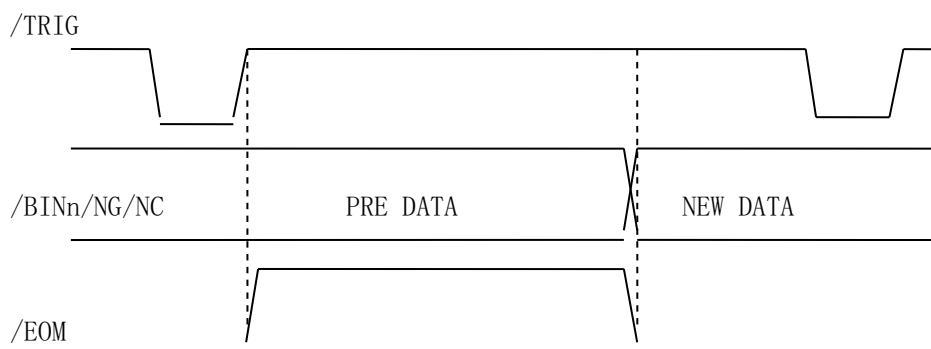 /TRIG
/BINn/NG/NC PRE DATA NEW DATA
/EOM